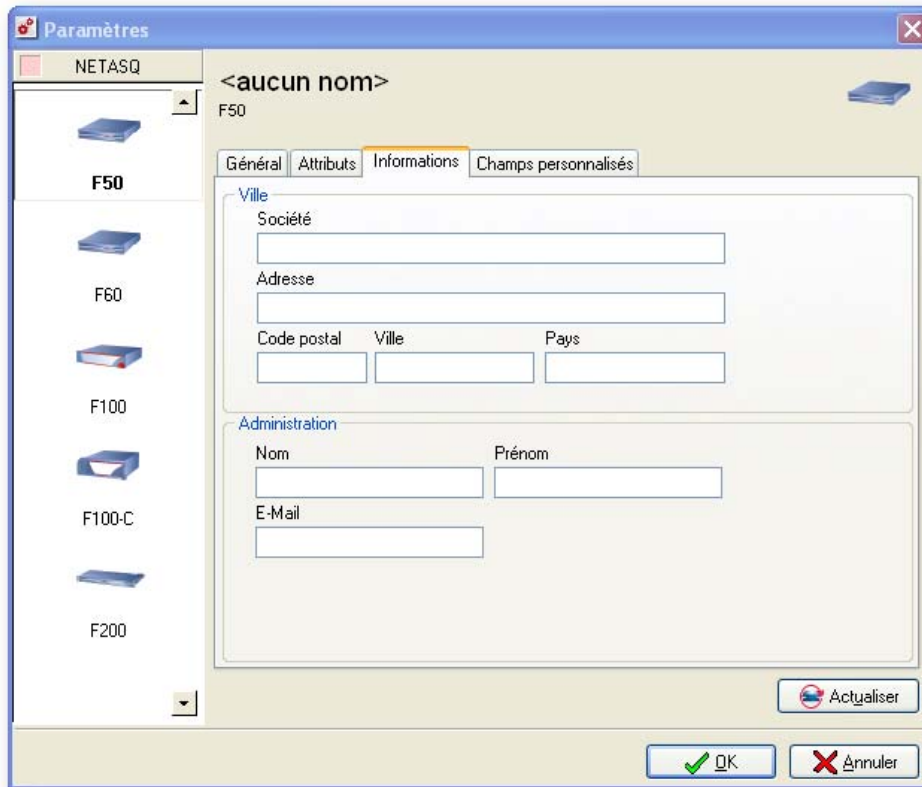 Paramètres
NETASQ
F50
F60
F100
F100-C
F200
<aucun nom>
F50
Général Attributs Informations Champs personnalisés
Ville
Société
Adresse
Code postal Ville Pays
Administration
Nom Prénom
E-Mail
Actualiser
OK Annuler